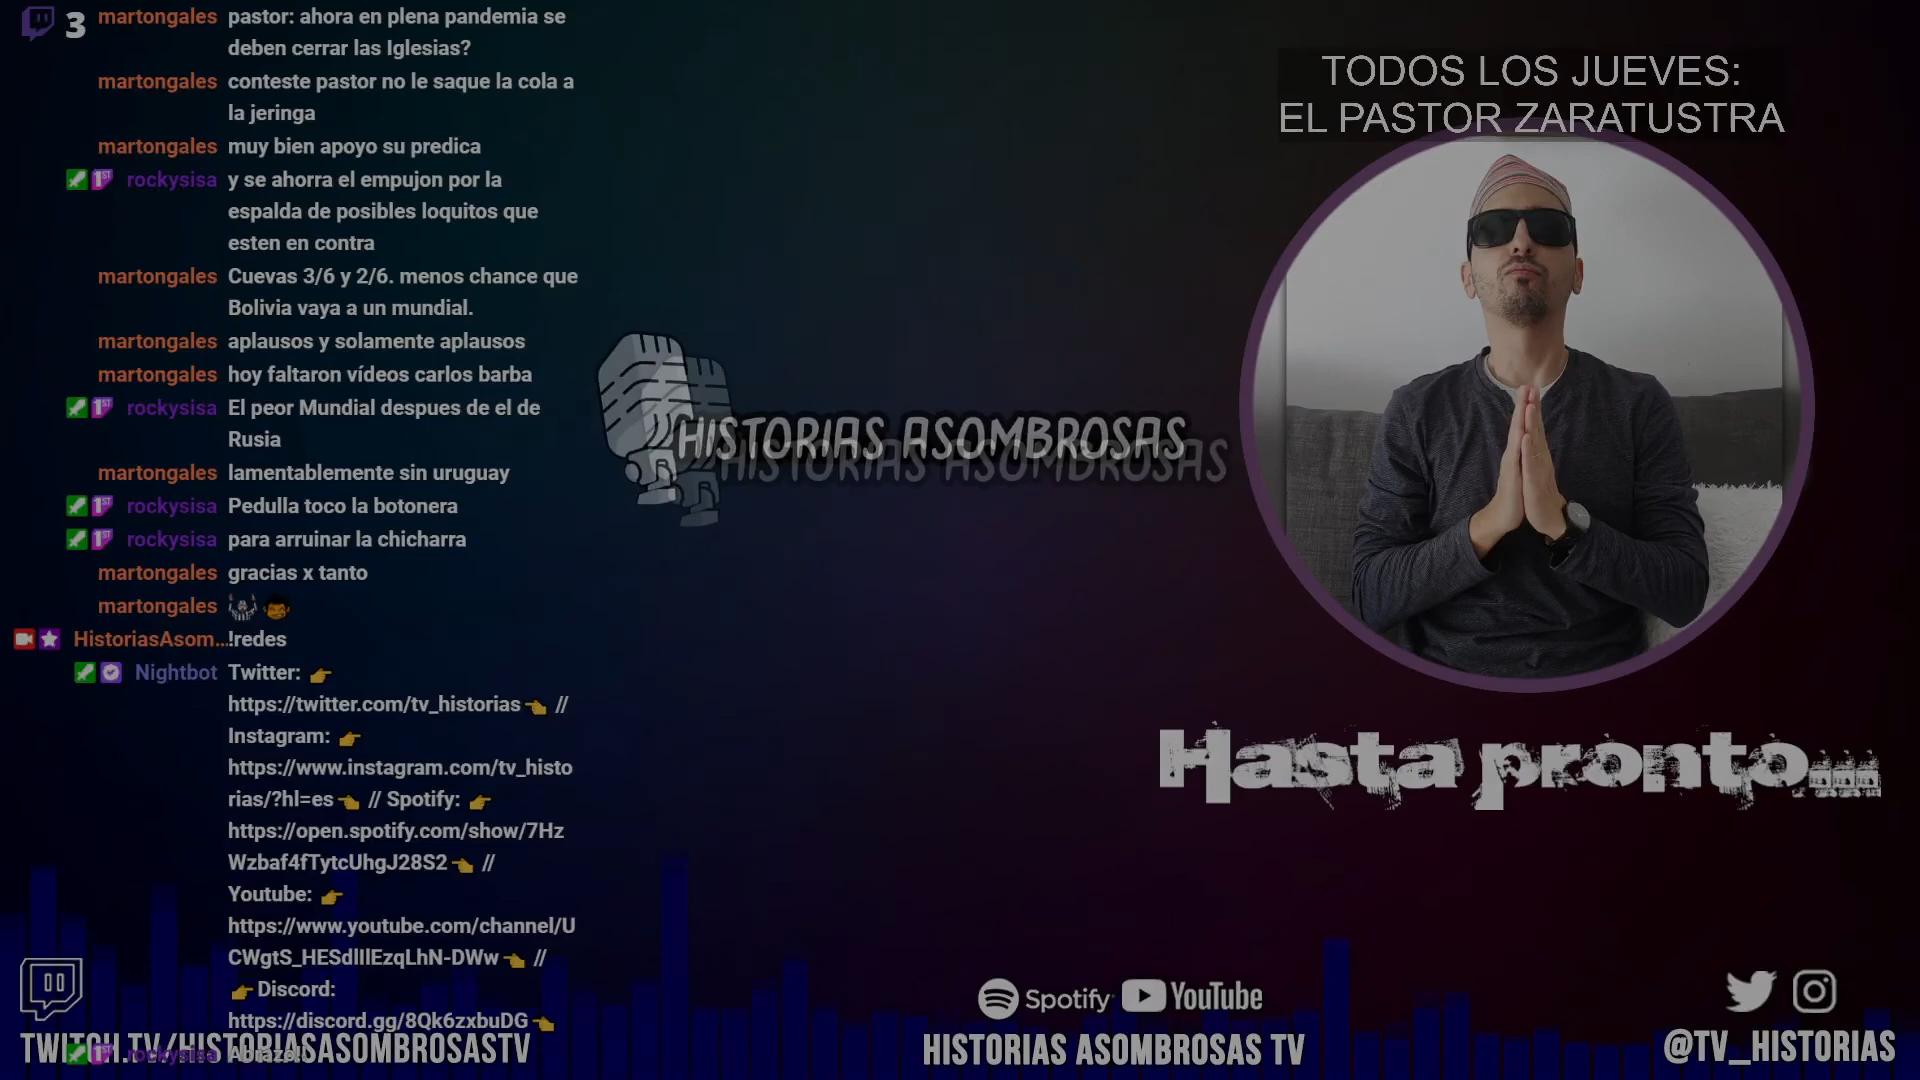 3
martongales pastor: ahora en plena pandemia se
deben cerrar las Iglesias?
martongales conteste pastor no le saque la cola a
la jeringa
martongales muy bien apoyo su predica
rockysisa y se ahorra el empujon por la
espalda de posibles loquitos que
esten en contra
martongales Cuevas 3/6 y 2/6. menos chance que
Bolivia vaya a un mundial.
martongales aplausos y solamente aplausos
martongales hoy faltaron vídeos carlos barba
rockysisa El peor Mundial despues de el de
Rusia
martongales lamentablemente sin uruguay
rockysisa Pedulla toco la botonera
rockysisa para arruinar la chicharra
martongales gracias x tanto
martongales
HistoriasAsom...!redes
Nightbot Twitter: 👉
https://twitter.com/tv_historias 👈 //
Instagram: 👉
https://www.instagram.com/tv_histo
rias/?hl=es 👈 // Spotify: 👉
https://open.spotify.com/show/7Hz
Wzbaf4fTytcUhgJ28S2 👈 //
Youtube: 👉
https://www.youtube.com/channel/U
CWgtS_HESdlIlEzqLhN-DWw 👈 //
👉 Discord:
https://discord.gg/8Qk6zxbuDG 👈
rockysisa Abrazo!
TWITCH.TV/HISTORIASASOMBROSASTV
HISTORIAS ASOMBROSAS
HISTORIAS ASOMBROSAS
TODOS LOS JUEVES:
EL PASTOR ZARATUSTRA
Hasta pronto...
Spotify YouTube
HISTORIAS ASOMBROSAS TV
@TV_HISTORIAS